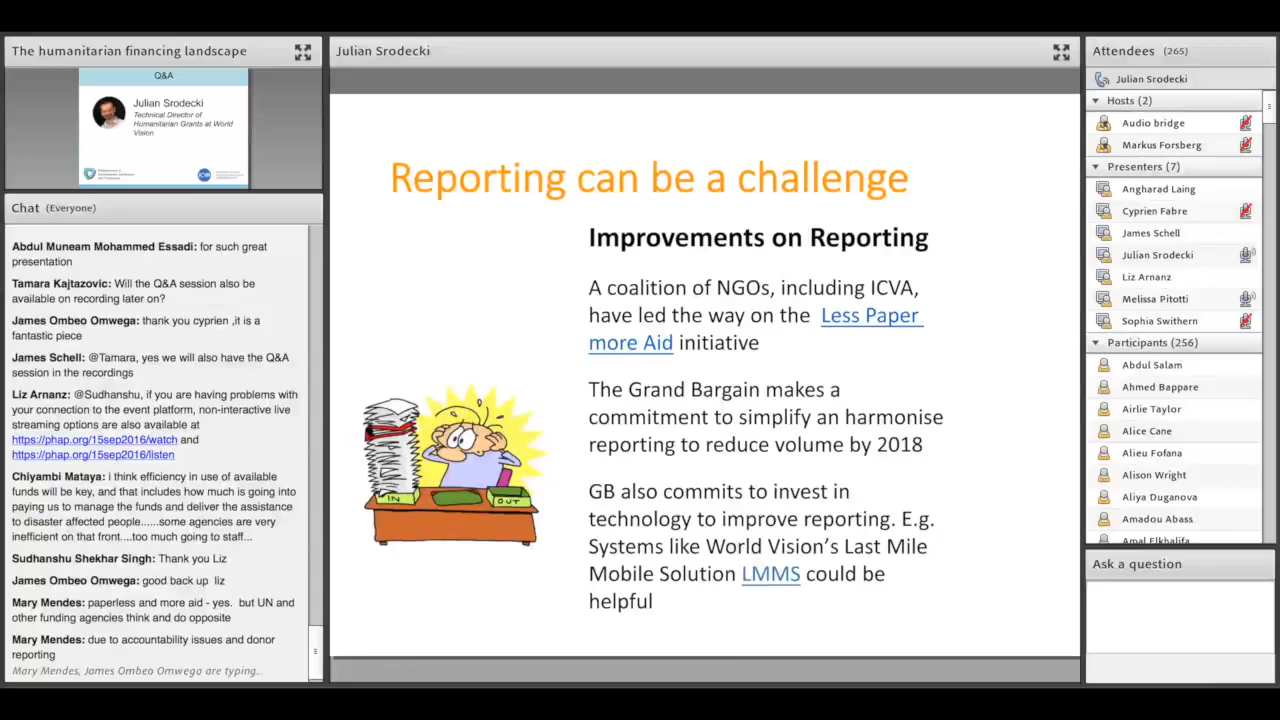 The humanitarian financing landscape
Q&A
Julian Srodecki
Technical Director of
Humanitarian Grants at World
Vision
Chat (Everyone)
Abdul Muneam Mohammed Essadi: for such great
presentation
Tamara Kajtazovic: Will the Q&A session also be
available on recording later on?
James Ombeo Omwega: thank you cyprien ,it is a
fantastic piece
James Schell: @Tamara, yes we will also have the Q&A
session in the recordings
Liz Arnanz: @Sudhanshu, if you are having problems with
your connection to the event platform, non-interactive live
streaming options are also available at
https://phap.org/15sep2016/watch and
https://phap.org/15sep2016/listen
Chiyambi Mataya: i think efficiency in use of available
funds will be key, and that includes how much is going into
paying us to manage the funds and deliver the assistance
to disaster affected people......some agencies are very
inefficient on that front....too much going to staff...
Sudhanshu Shekhar Singh: Thank you Liz
James Ombeo Omwega: good back up  liz
Mary Mendes: paperless and more aid - yes.  but UN and
other funding agencies think and do opposite
Mary Mendes: due to accountability issues and donor
reporting
Mary Mendes, James Ombeo Omwega are typing...
Julian Srodecki
Reporting can be a challenge
Improvements on Reporting
A coalition of NGOs, including ICVA,
have led the way on the  Less Paper
more Aid initiative
The Grand Bargain makes a
commitment to simplify an harmonise
reporting to reduce volume by 2018
GB also commits to invest in
technology to improve reporting. E.g.
Systems like World Vision's Last Mile
Mobile Solution LMMS could be
helpful
IN
OUT
Attendees (265)
Julian Srodecki
Hosts (2)
Audio bridge
Markus Forsberg
Presenters (7)
Angharad Laing
Cyprien Fabre
James Schell
Julian Srodecki
Liz Arnanz
Melissa Pitotti
Sophia Swithern
Participants (256)
Abdul Salam
Ahmed Bappare
Airlie Taylor
Alice Cane
Alieu Fofana
Alison Wright
Aliya Duganova
Amadou Abass
Amal Elkhalifa
Ask a question